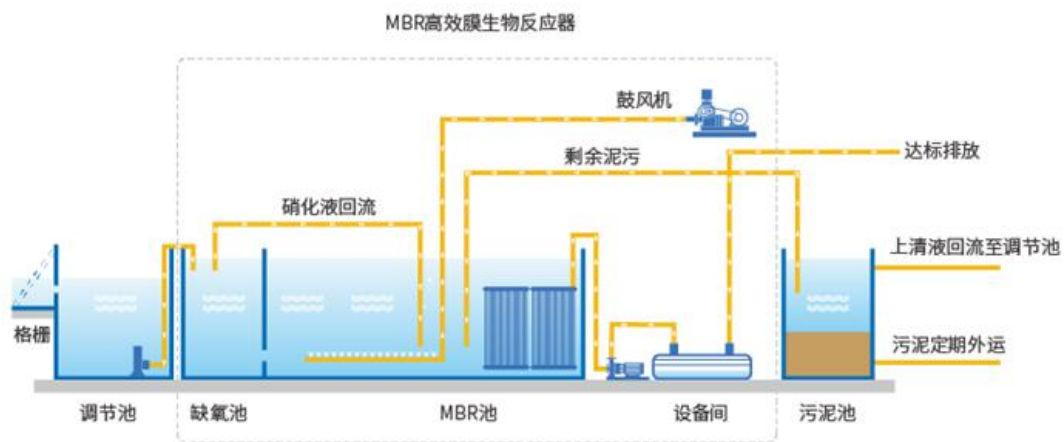 MBR高效膜生物反应器
鼓风机
剩余泥污
达标排放
硝化液回流
上清液回流至调节池
格栅
污泥定期外运
调节池
缺氧池
MBR池
设备间
污泥池